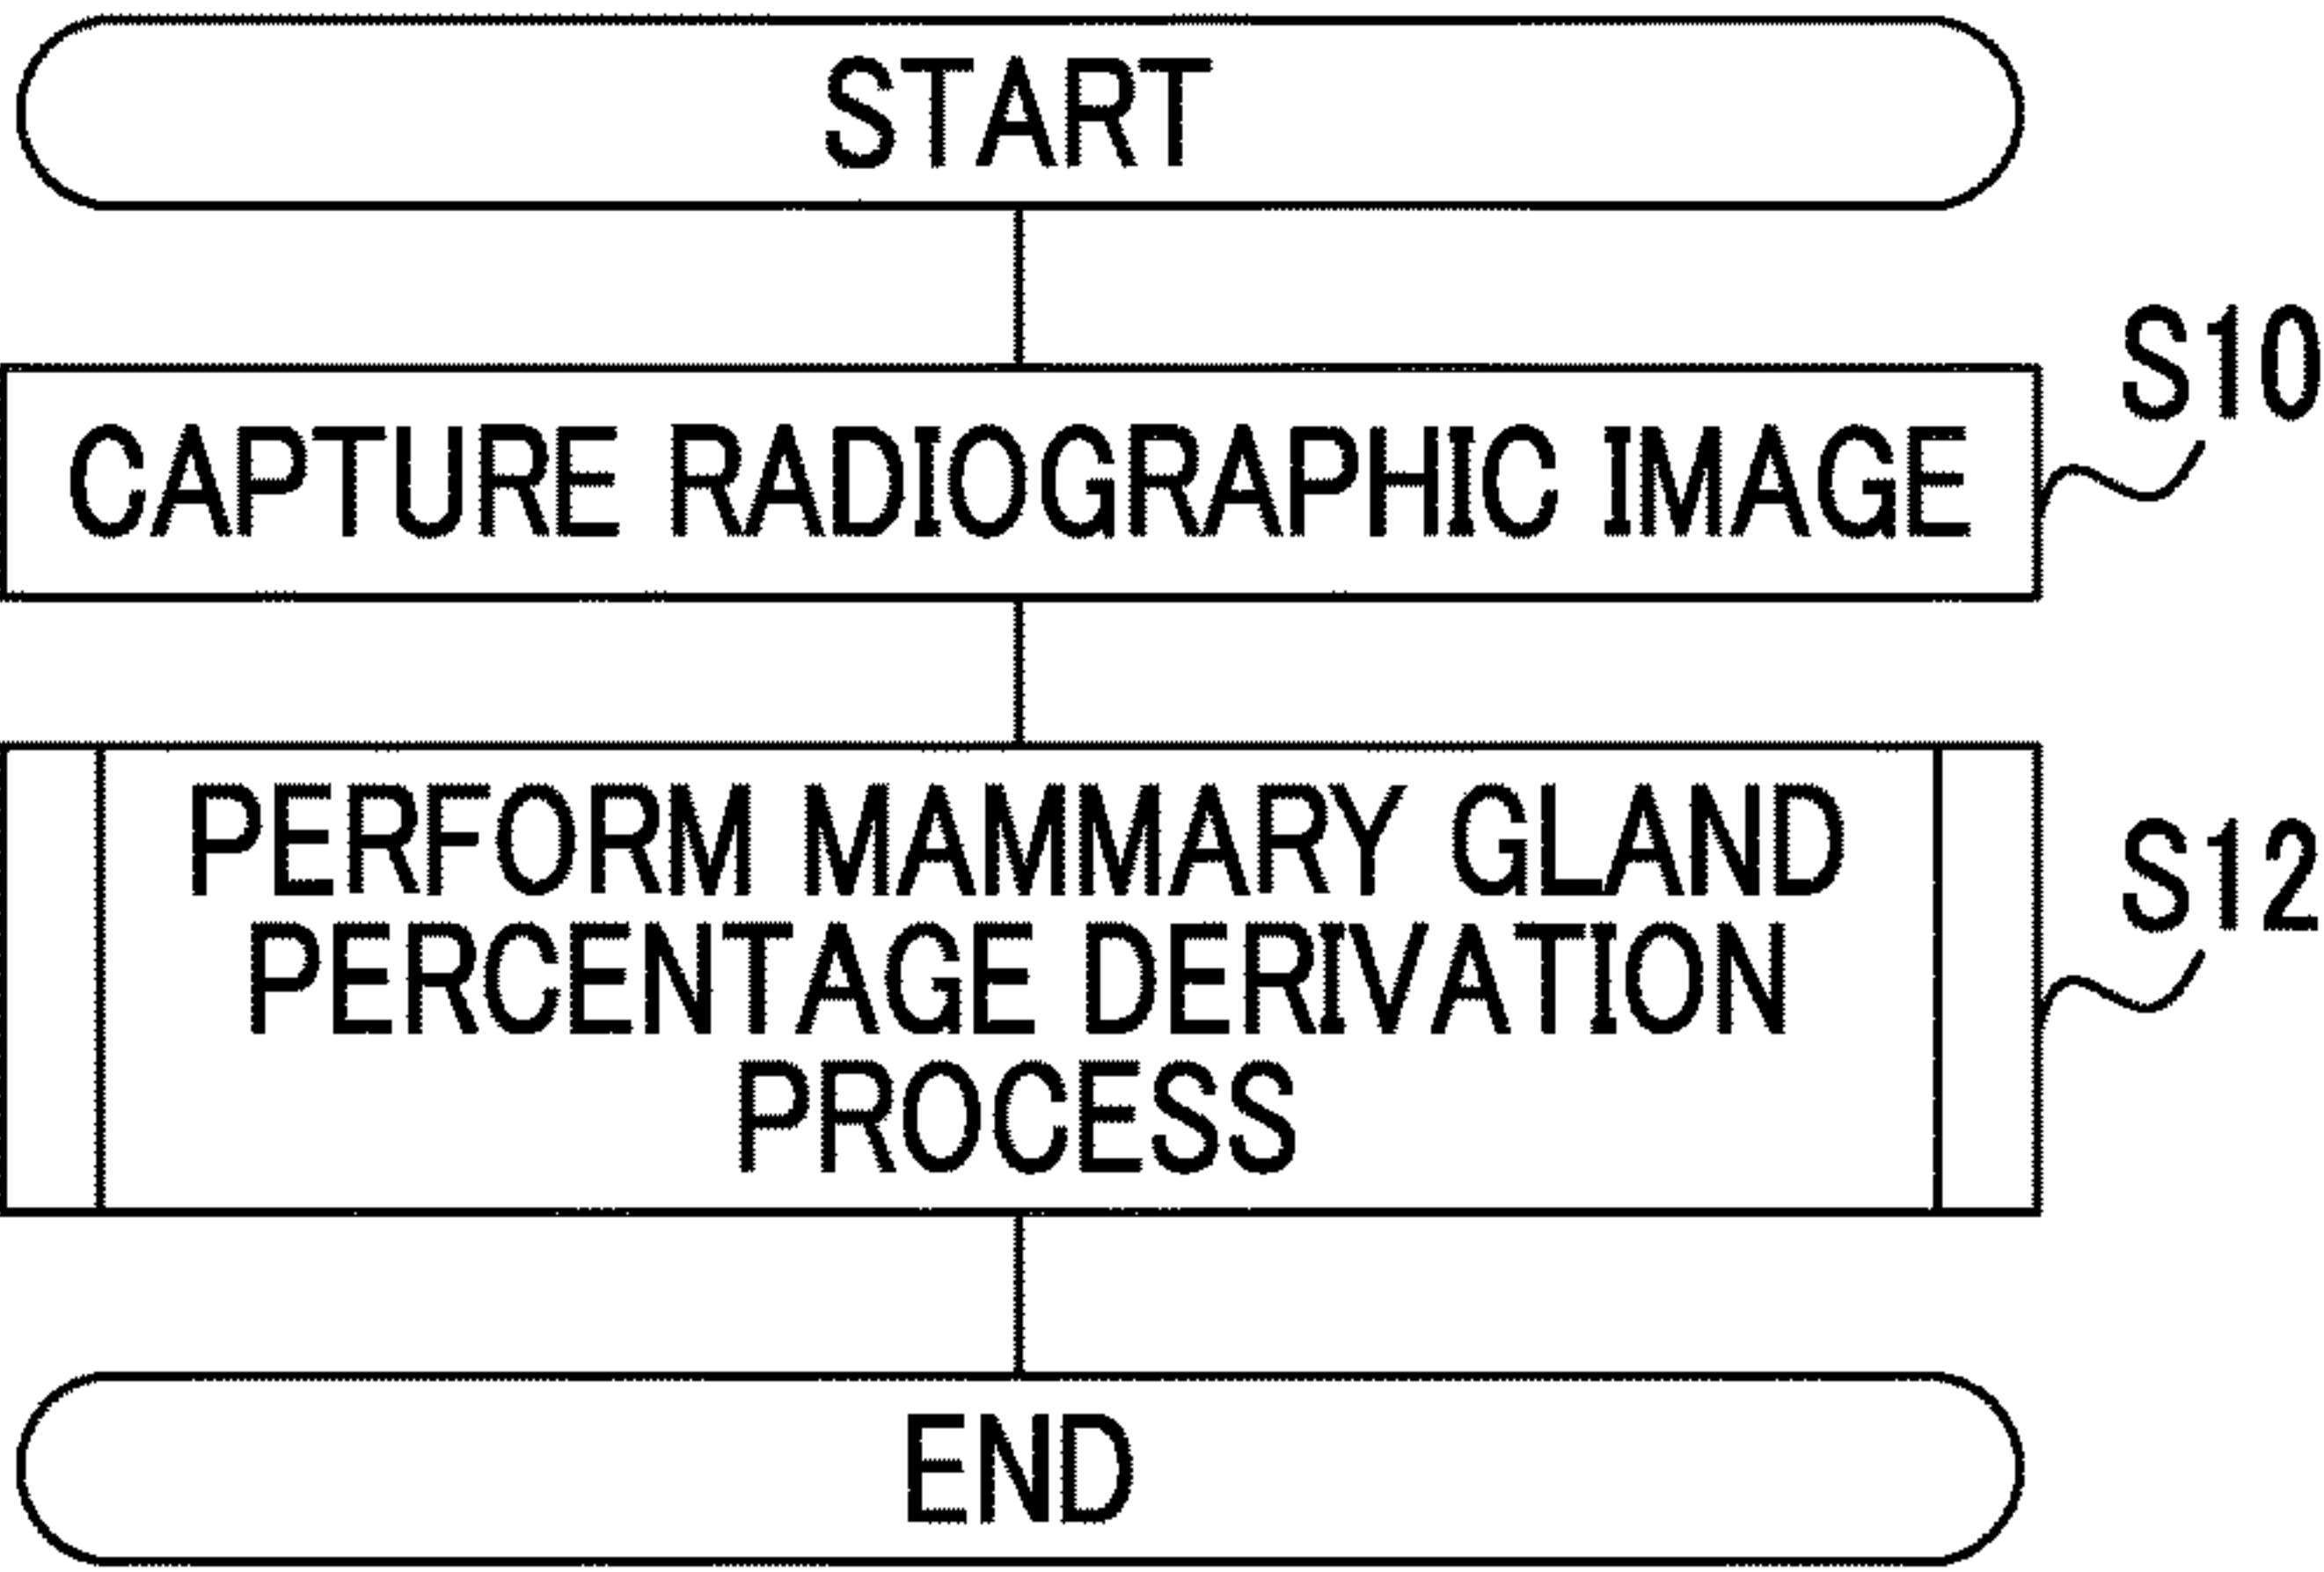 START
CAPTURE RADIOGRAPHIC IMAGE
S10
PERFORM MAMMARY GLAND
PERCENTAGE DERIVATION
PROCESS
S12
END